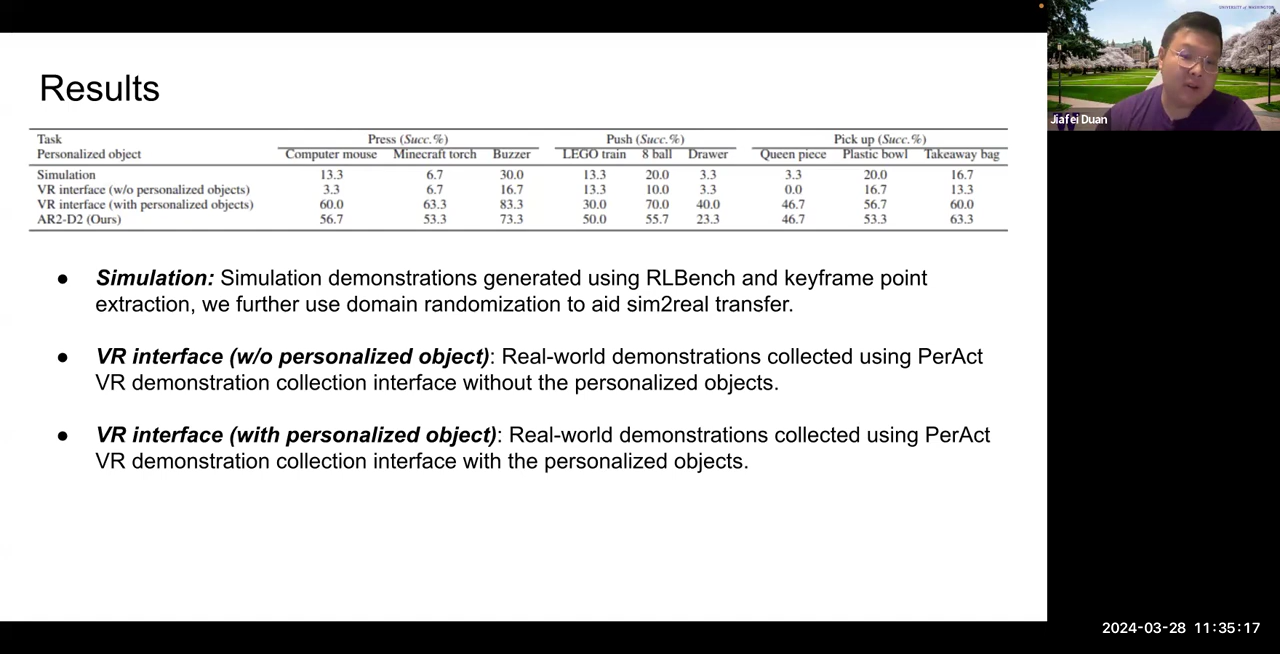 UNIVERSITY of WASHINGTON
Jiafei Duan
Results
Task Press (Succ.%) Push (Succ.%) Pick up (Succ.%)
Personalized object Computer mouse Minecraft torch Buzzer LEGO train 8 ball Drawer Queen piece Plastic bowl Takeaway bag
Simulation 13.3 6.7 30.0 13.3 20.0 3.3 3.3 20.0 16.7
VR interface (w/o personalized objects) 3.3 6.7 16.7 13.3 10.0 3.3 0.0 16.7 13.3
VR interface (with personalized objects) 60.0 63.3 83.3 30.0 70.0 40.0 46.7 56.7 60.0
AR2-D2 (Ours) 56.7 53.3 73.3 50.0 55.7 23.3 46.7 53.3 63.3
● Simulation: Simulation demonstrations generated using RLBench and keyframe point
extraction, we further use domain randomization to aid sim2real transfer.
● VR interface (w/o personalized object): Real-world demonstrations collected using PerAct
VR demonstration collection interface without the personalized objects.
● VR interface (with personalized object): Real-world demonstrations collected using PerAct
VR demonstration collection interface with the personalized objects.
2024-03-28 11:35:17